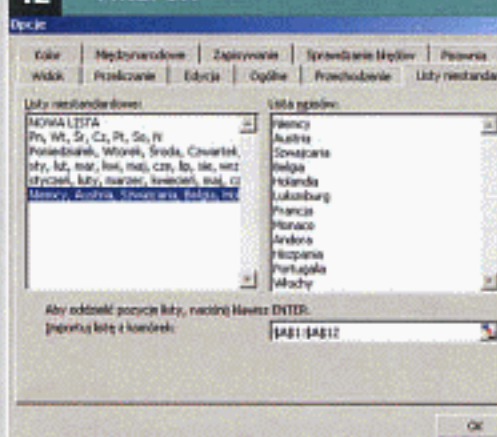 12
Opcje
Kolor Międzynarodowe Zapisywanie Sprawdzanie błędów Pisownia
Widok Przeliczanie Edycja Ogólne Przechodzenie Listy niestanda
Listy niestandardowe:
NOWA LISTA
Pn, Wt, Śr, Cz, Pt, So, N
Poniedziałek, Wtorek, Środa, Czwartek,
sty, lut, mar, kwi, maj, cze, lip, sie, wrz
styczeń, luty, marzec, kwiecień, maj, cz
Niemcy, Austria, Szwajcaria, Belgia, Hol
Lista wpisów:
Niemcy
Austria
Szwajcaria
Belgia
Holandia
Luksemburg
Francja
Monaco
Andora
Hiszpania
Portugalia
Włochy
Aby oddzielić pozycje listy, naciśnij klawisz ENTER.
Importuj listę z komórek:
$A$1:$A$12
OK